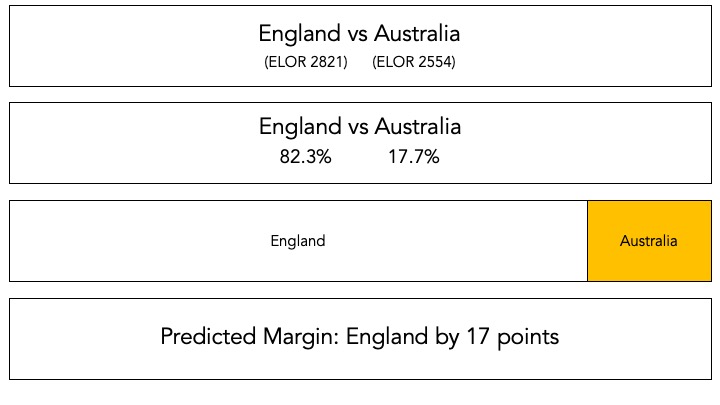 England vs Australia
(ELOR 2821) (ELOR 2554)
England vs Australia
82.3% 17.7%
England Australia
Predicted Margin: England by 17 points